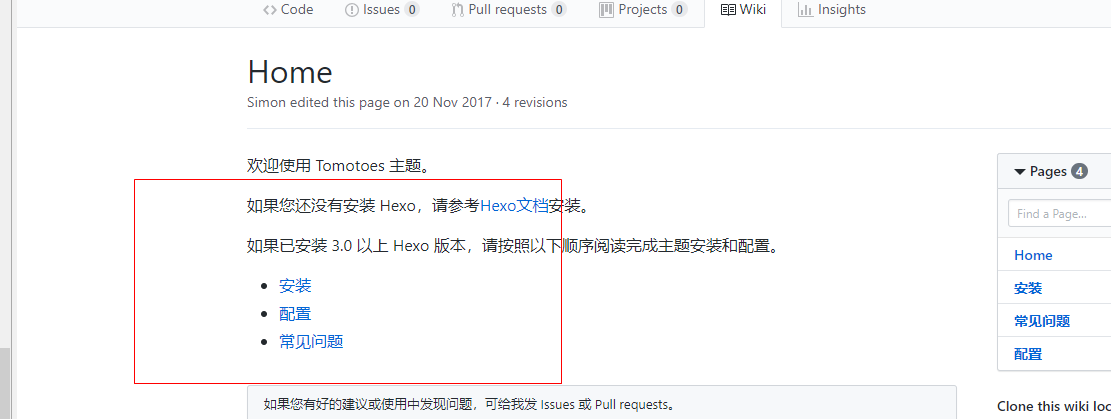 Code Issues 0 Pull requests 0 Projects 0 Wiki Insights
Home
Simon edited this page on 20 Nov 2017 · 4 revisions
欢迎使用 Tomotoes 主题。
如果您还没有安装 Hexo，请参考Hexo文档安装。
如果已安装 3.0 以上 Hexo 版本，请按照以下顺序阅读完成主题安装和配置。
• 安装
• 配置
• 常见问题
如果您有好的建议或使用中发现问题，可给我发 Issues 或 Pull requests。
Pages 4
Find a Page...
Home
安装
常见问题
配置
Clone this wiki loc